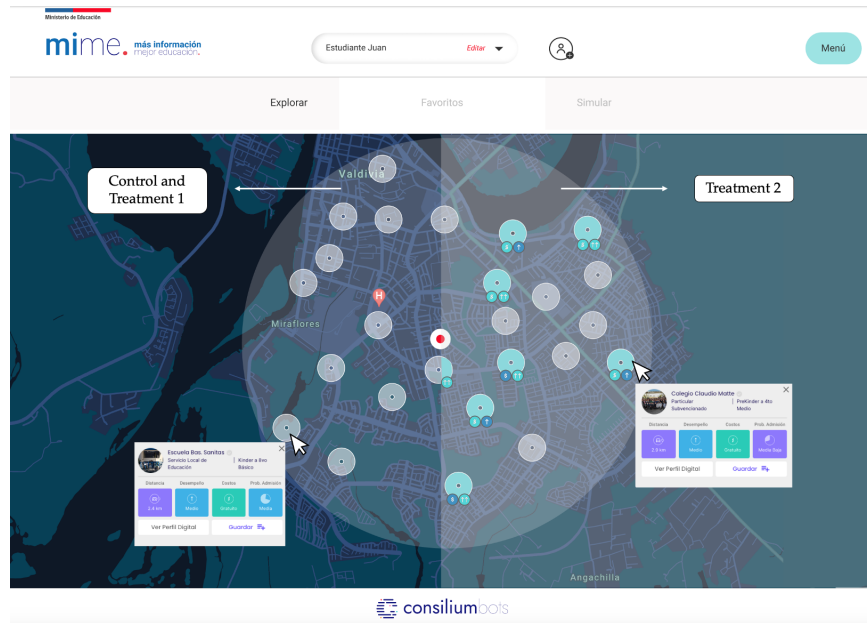 Ministerio de Educación
mime. más información
mejor educación.
Estudiante Juan
Editar
Menú
Explorar
Favoritos
Simular
Control and
Treatment 1
Treatment 2
Valdivia
H
Miraflores
Escuela Bas. Sanitas
Servicio Local de
Educación
Kinder a 8vo
Básico
Distancia
Desempeño
Costos
Prob. Admisión
2.4 km
Medio
Gratuito
Media
Ver Perfil Digital
Guardar
Colegio Claudio Matte
Particular
Subvencionado
PreKinder a 4to
Medio
Distancia
Desempeño
Costos
Prob. Admisión
2.9 km
Medio
Gratuito
Media Baja
Ver Perfil Digital
Guardar
Angachilla
consiliumbots